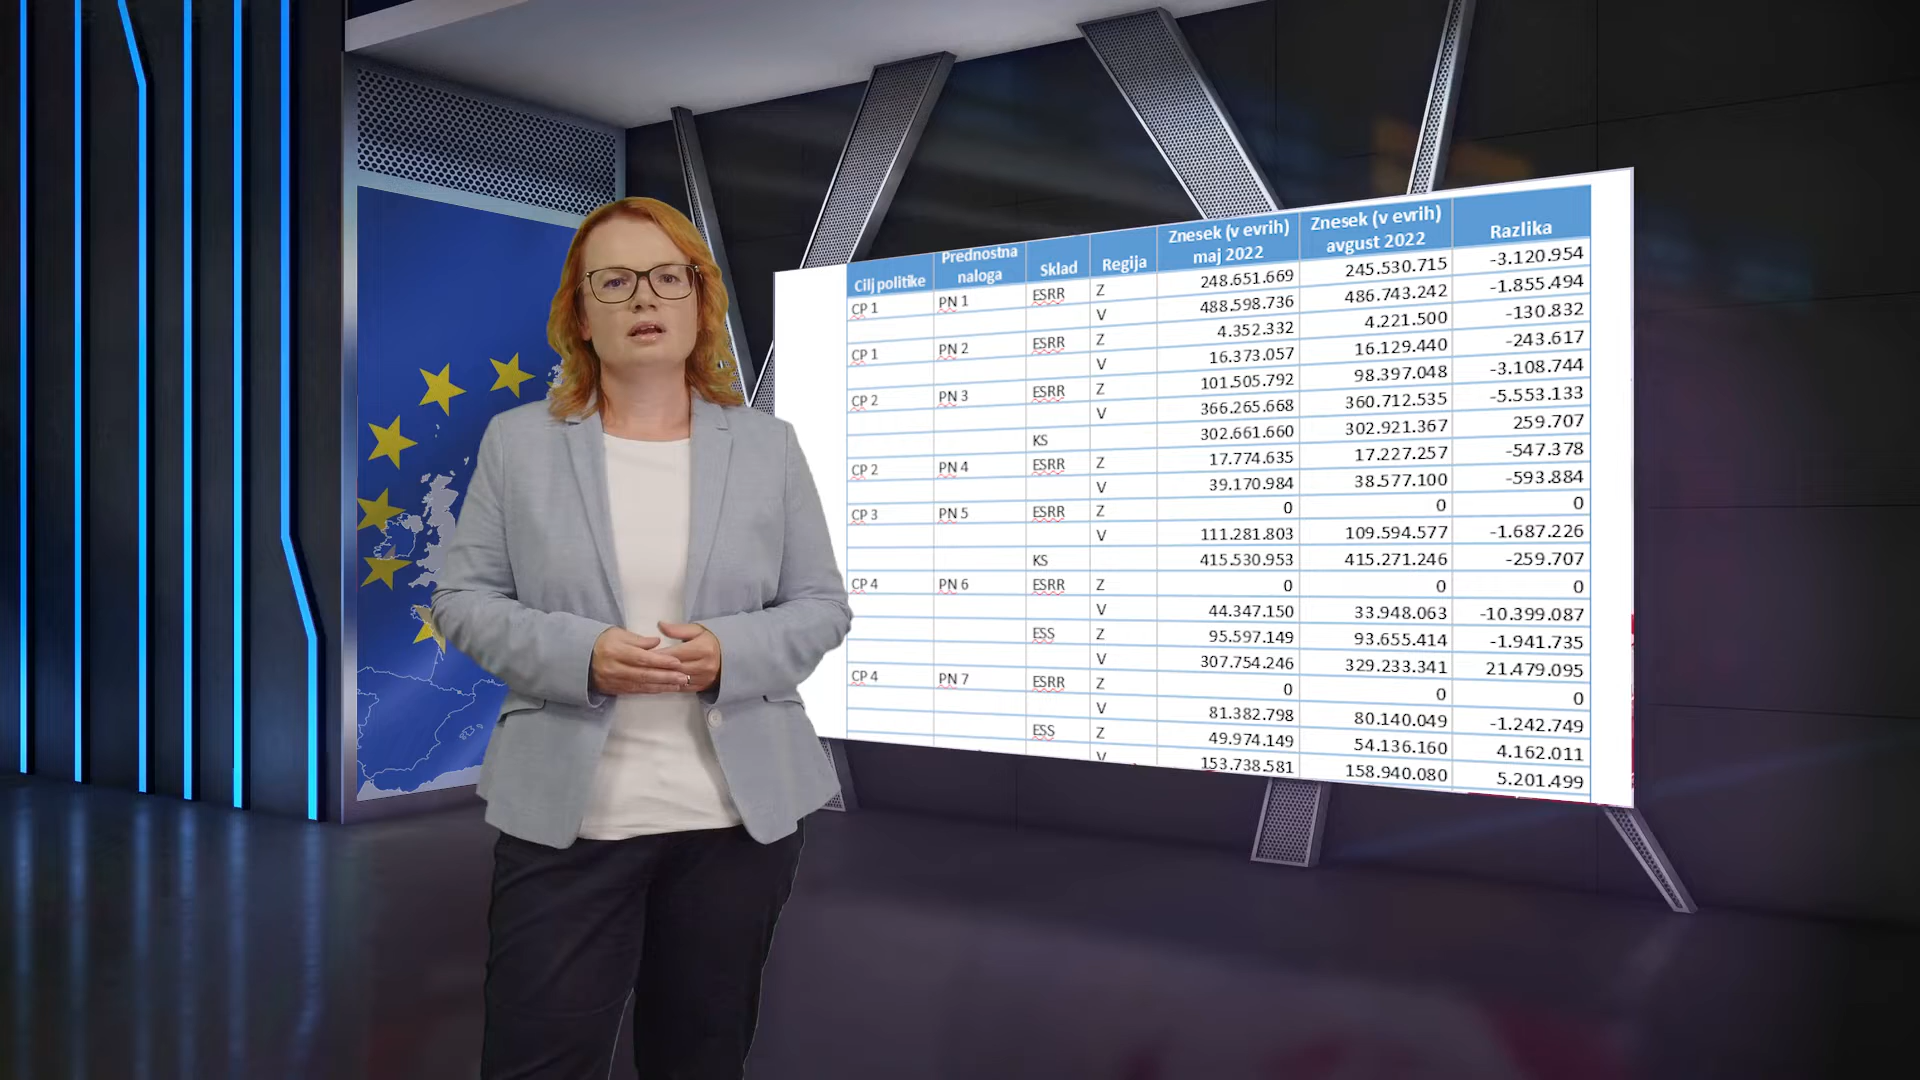 Cilj politike Prednostna naloga Sklad Regija Znesek (v evrih) maj 2022 Znesek (v evrih) avgust 2022 Razlika
CP 1 PN 1 ESRR Z 248.651.669 245.530.715 -3.120.954
V 488.598.736 486.743.242 -1.855.494
CP 1 PN 2 ESRR Z 4.352.332 4.221.500 -130.832
V 16.373.057 16.129.440 -243.617
CP 2 PN 3 ESRR Z 101.505.792 98.397.048 -3.108.744
V 366.265.668 360.712.535 -5.553.133
KS 302.661.660 302.921.367 259.707
CP 2 PN 4 ESRR Z 17.774.635 17.227.257 -547.378
V 39.170.984 38.577.100 -593.884
CP 3 PN 5 ESRR Z 0 0 0
V 111.281.803 109.594.577 -1.687.226
KS 415.530.953 415.271.246 -259.707
CP 4 PN 6 ESRR Z 0 0 0
V 44.347.150 33.948.063 -10.399.087
ESS Z 95.597.149 93.655.414 -1.941.735
V 307.754.246 329.233.341 21.479.095
CP 4 PN 7 ESRR Z 0 0 0
V 81.382.798 80.140.049 -1.242.749
ESS Z 49.974.149 54.136.160 4.162.011
V 153.738.581 158.940.080 5.201.499